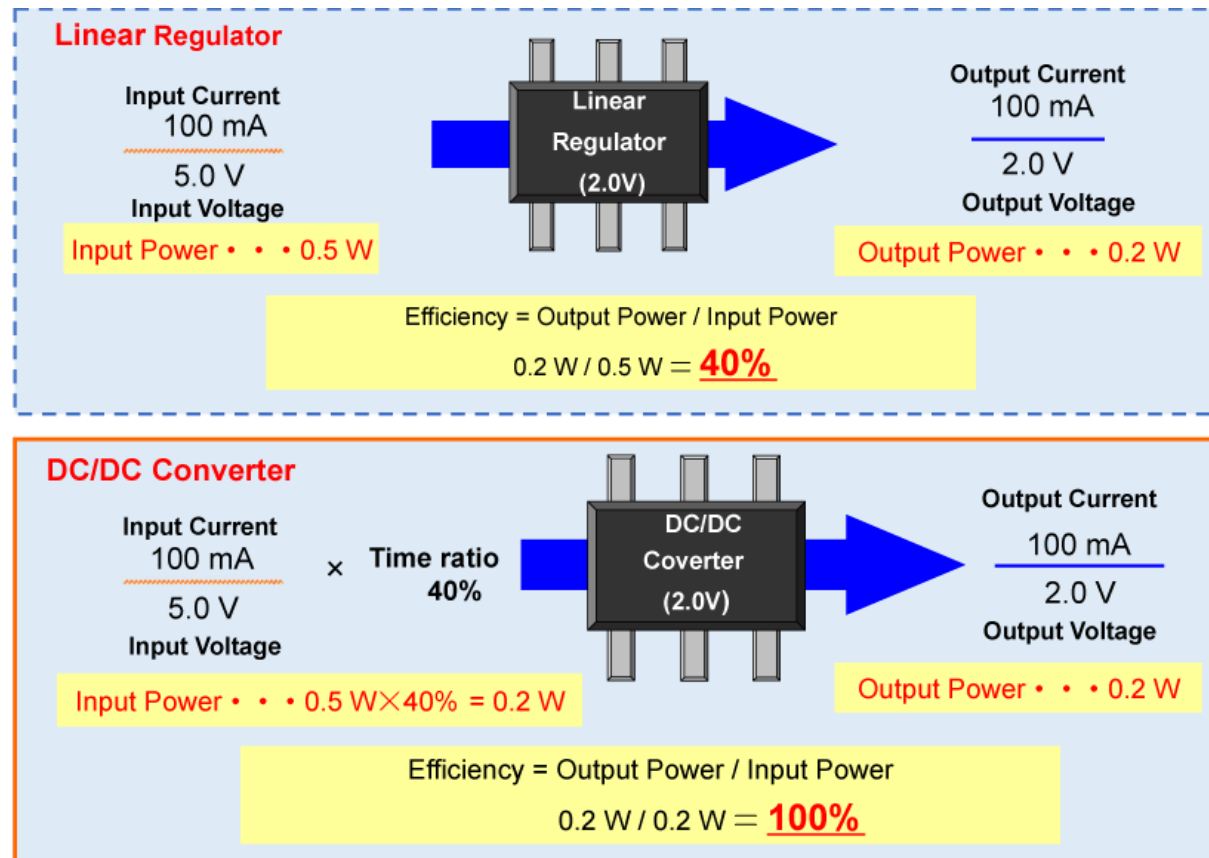 Linear Regulator
Input Current
100 mA
5.0 V
Input Voltage
Input Power・・・0.5 W
Linear
Regulator
(2.0V)
Output Current
100 mA
2.0 V
Output Voltage
Output Power・・・0.2 W
Efficiency = Output Power / Input Power
0.2 W / 0.5 W = 40%
DC/DC Converter
Input Current
100 mA
5.0 V
Input Voltage
×
Time ratio
40%
Input Power・・・0.5 W×40% = 0.2 W
DC/DC
Coverter
(2.0V)
Output Current
100 mA
2.0 V
Output Voltage
Output Power・・・0.2 W
Efficiency = Output Power / Input Power
0.2 W / 0.2 W = 100%